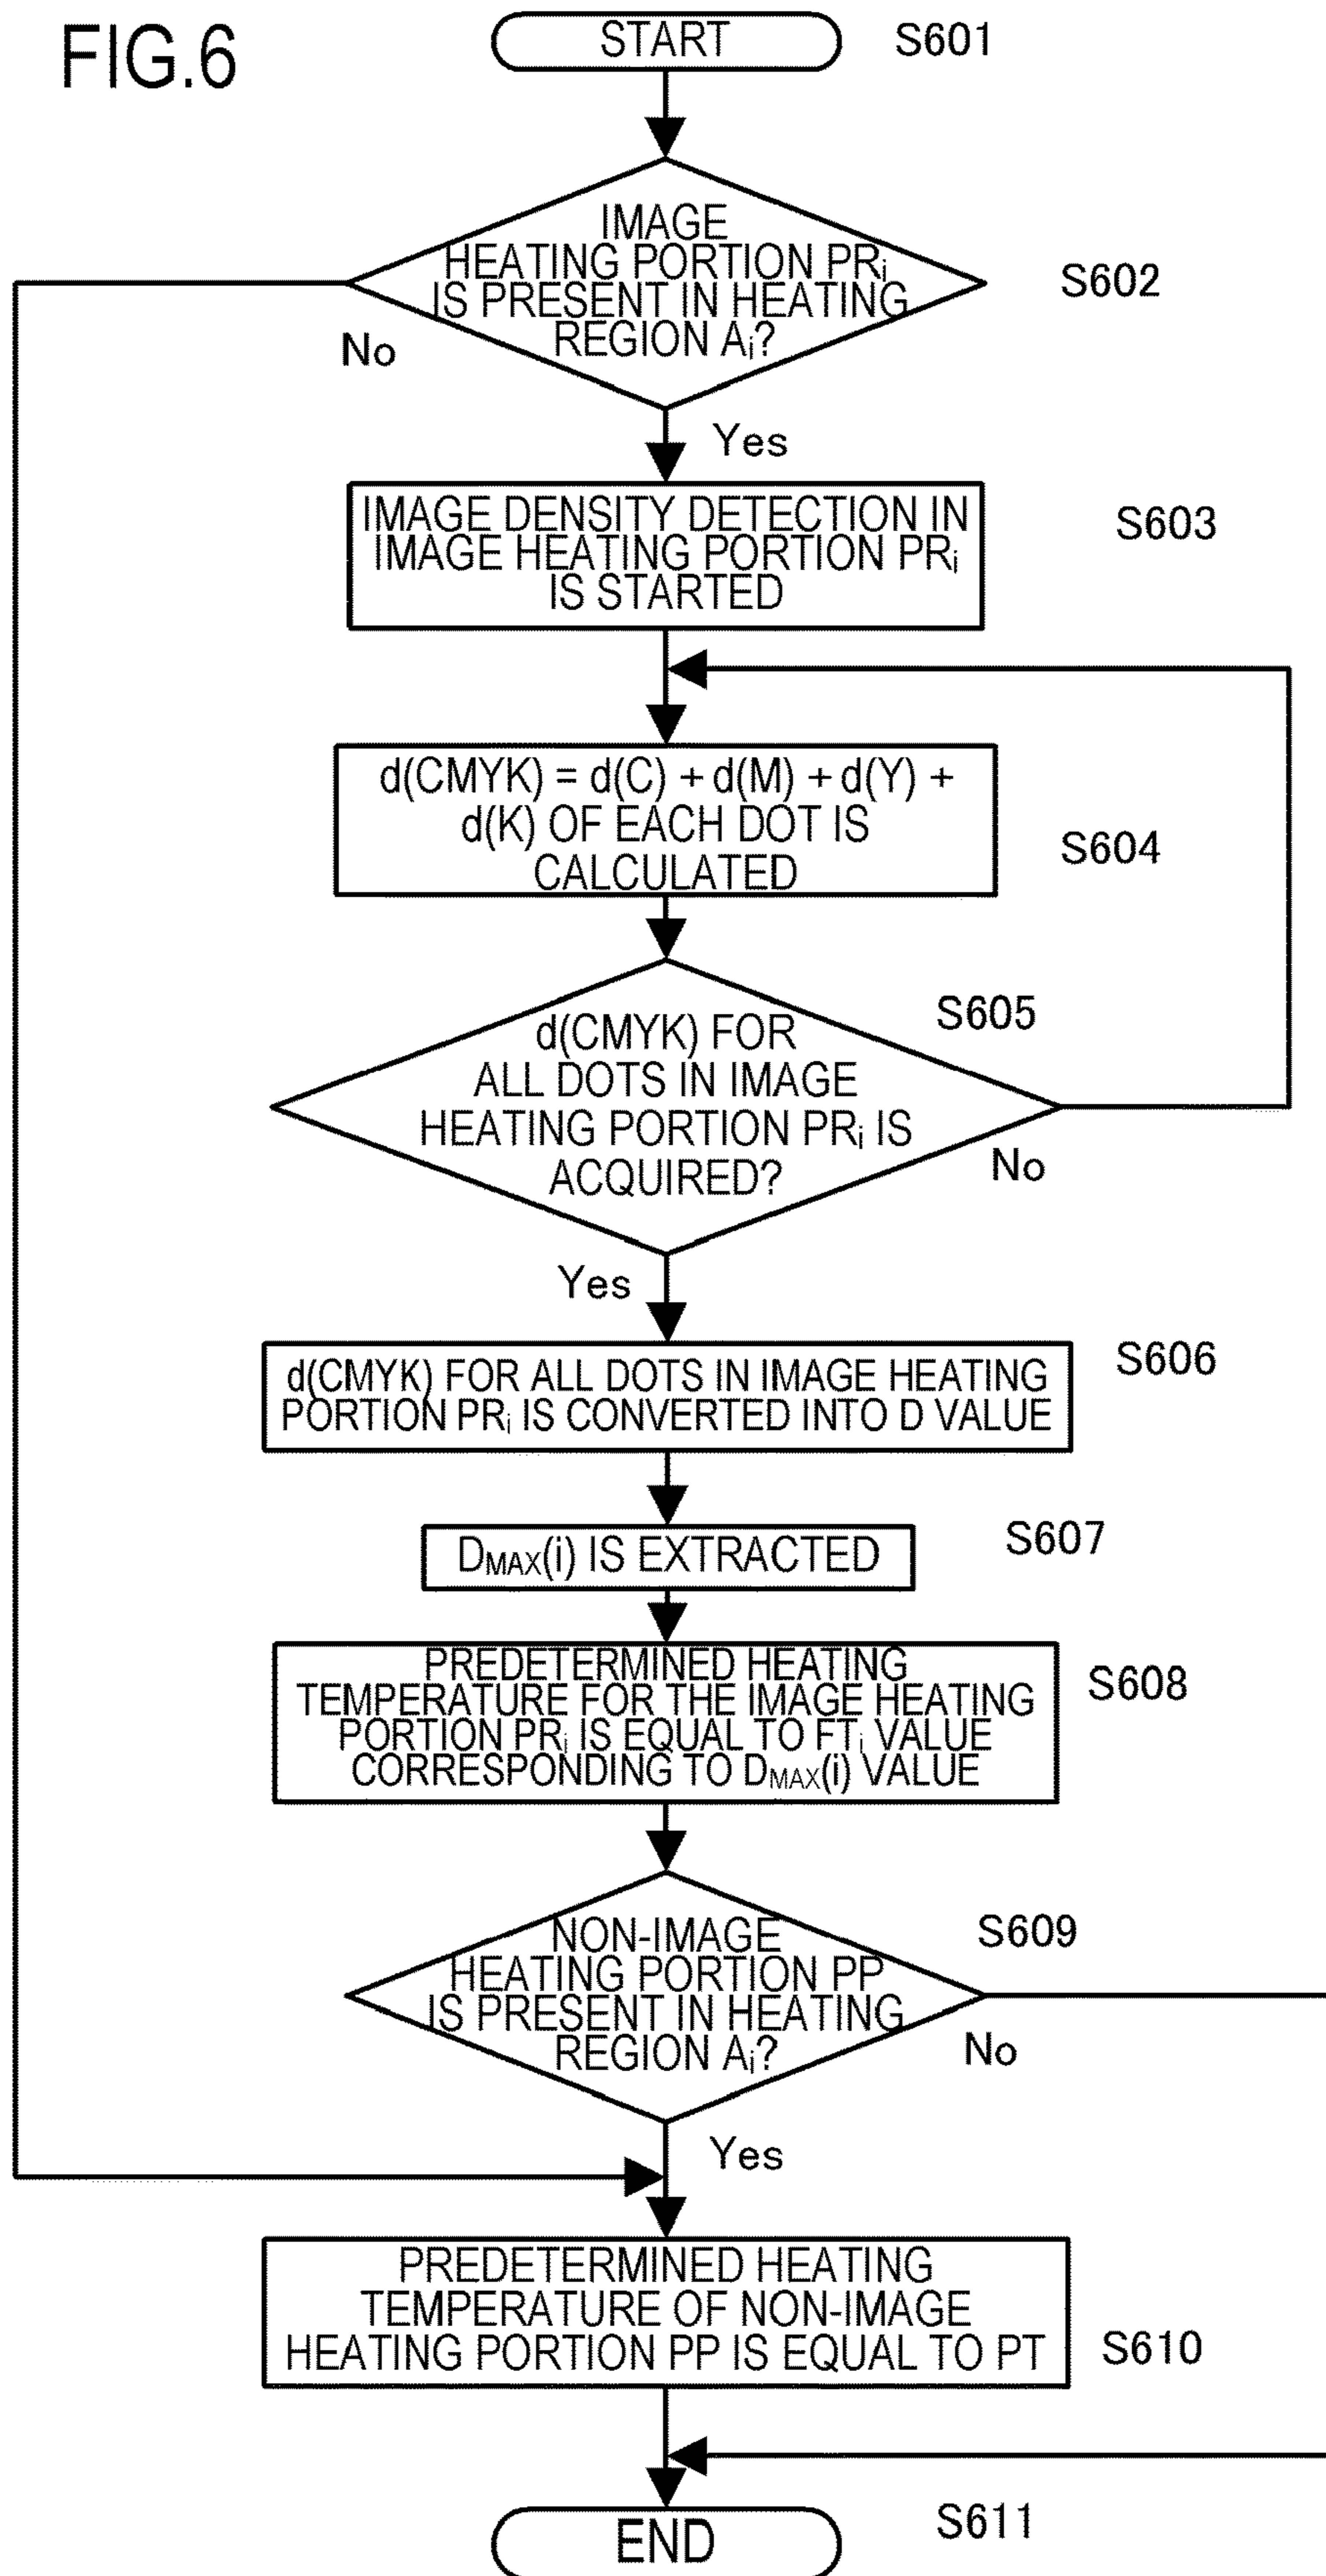 FIG.6
START
S601
IMAGE
HEATING PORTION PRi
IS PRESENT IN HEATING
REGION Ai?
S602
No
Yes
IMAGE DENSITY DETECTION IN
IMAGE HEATING PORTION PRi
IS STARTED
S603
d(CMYK) = d(C) + d(M) + d(Y) +
d(K) OF EACH DOT IS
CALCULATED
S604
S605
d(CMYK) FOR
ALL DOTS IN IMAGE
HEATING PORTION PRi IS
ACQUIRED?
No
Yes
d(CMYK) FOR ALL DOTS IN IMAGE HEATING
PORTION PRi IS CONVERTED INTO D VALUE
S606
DMAX(i) IS EXTRACTED
S607
PREDETERMINED HEATING
TEMPERATURE FOR THE IMAGE HEATING
PORTION PRi IS EQUAL TO FTi VALUE
CORRESPONDING TO DMAX(i) VALUE
S608
NON-IMAGE
HEATING PORTION PP
IS PRESENT IN HEATING
REGION Ai?
S609
No
Yes
PREDETERMINED HEATING
TEMPERATURE OF NON-IMAGE
HEATING PORTION PP IS EQUAL TO PT
S610
END
S611